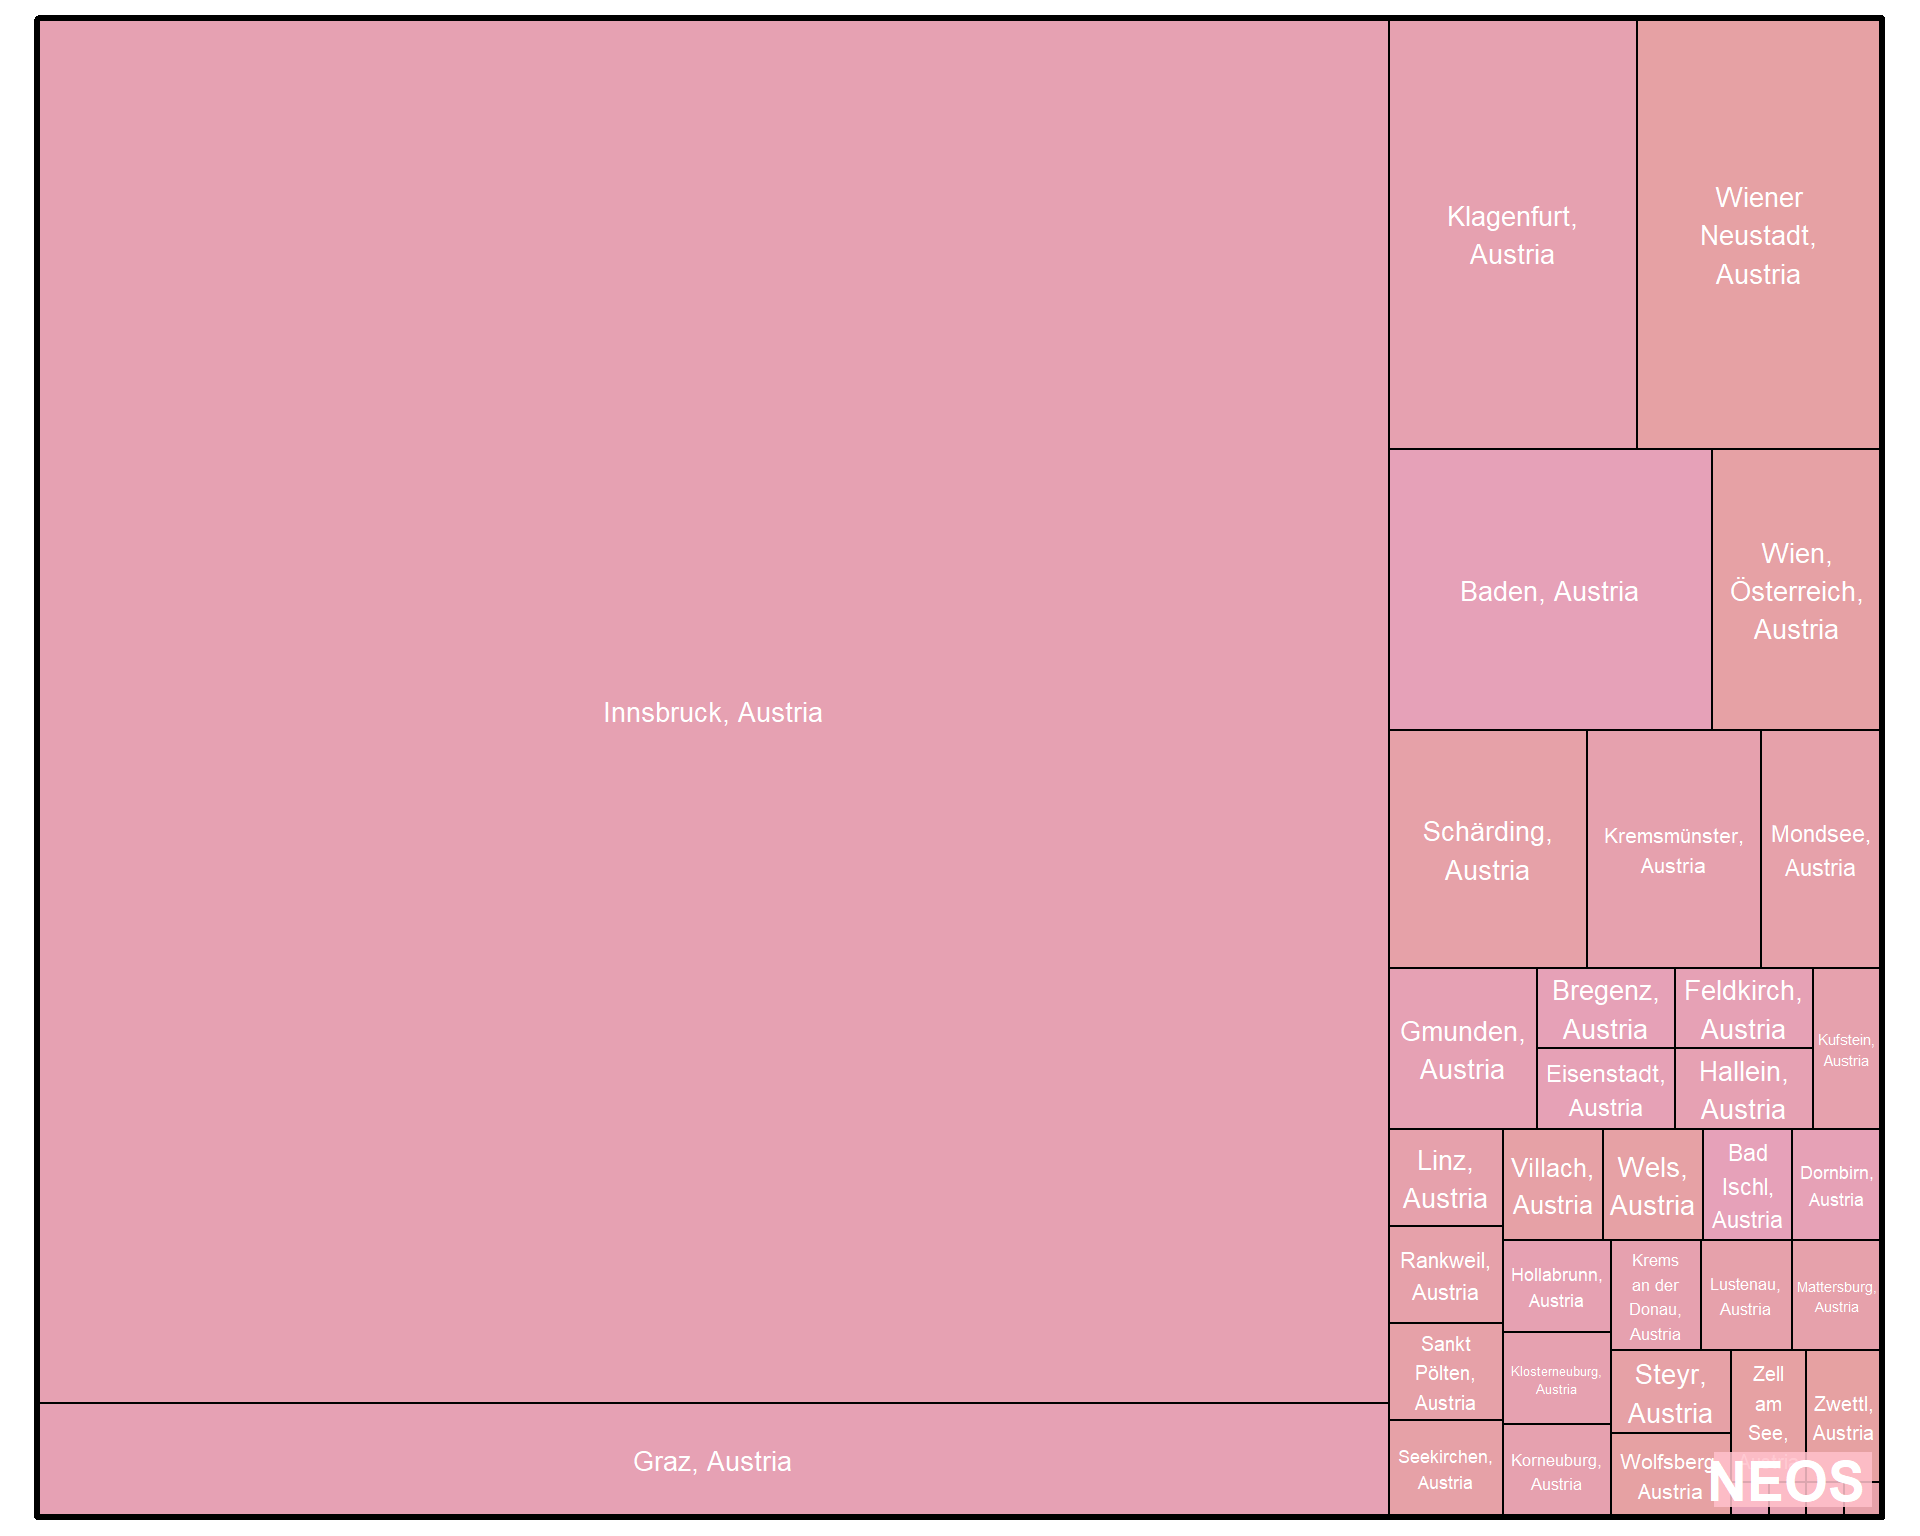 Innsbruck, Austria
Graz, Austria
Klagenfurt,
Austria
Wiener
Neustadt,
Austria
Baden, Austria
Wien,
Österreich,
Austria
Schärding,
Austria
Kremsmünster,
Austria
Mondsee,
Austria
Gmunden,
Austria
Bregenz,
Austria
Feldkirch,
Austria
Eisenstadt,
Austria
Hallein,
Austria
Kufstein,
Austria
Linz,
Austria
Villach,
Austria
Wels,
Austria
Bad
Ischl,
Austria
Dornbirn,
Austria
Rankweil,
Austria
Hollabrunn,
Austria
Krems
an der
Donau,
Austria
Lustenau,
Austria
Mattersburg,
Austria
Sankt
Pölten,
Austria
Klosterneuburg,
Austria
Steyr,
Austria
Zell
am
See,
Zwettl,
Austria
Seekirchen,
Austria
Korneuburg,
Austria
Wolfsberg
Austria
NEOS